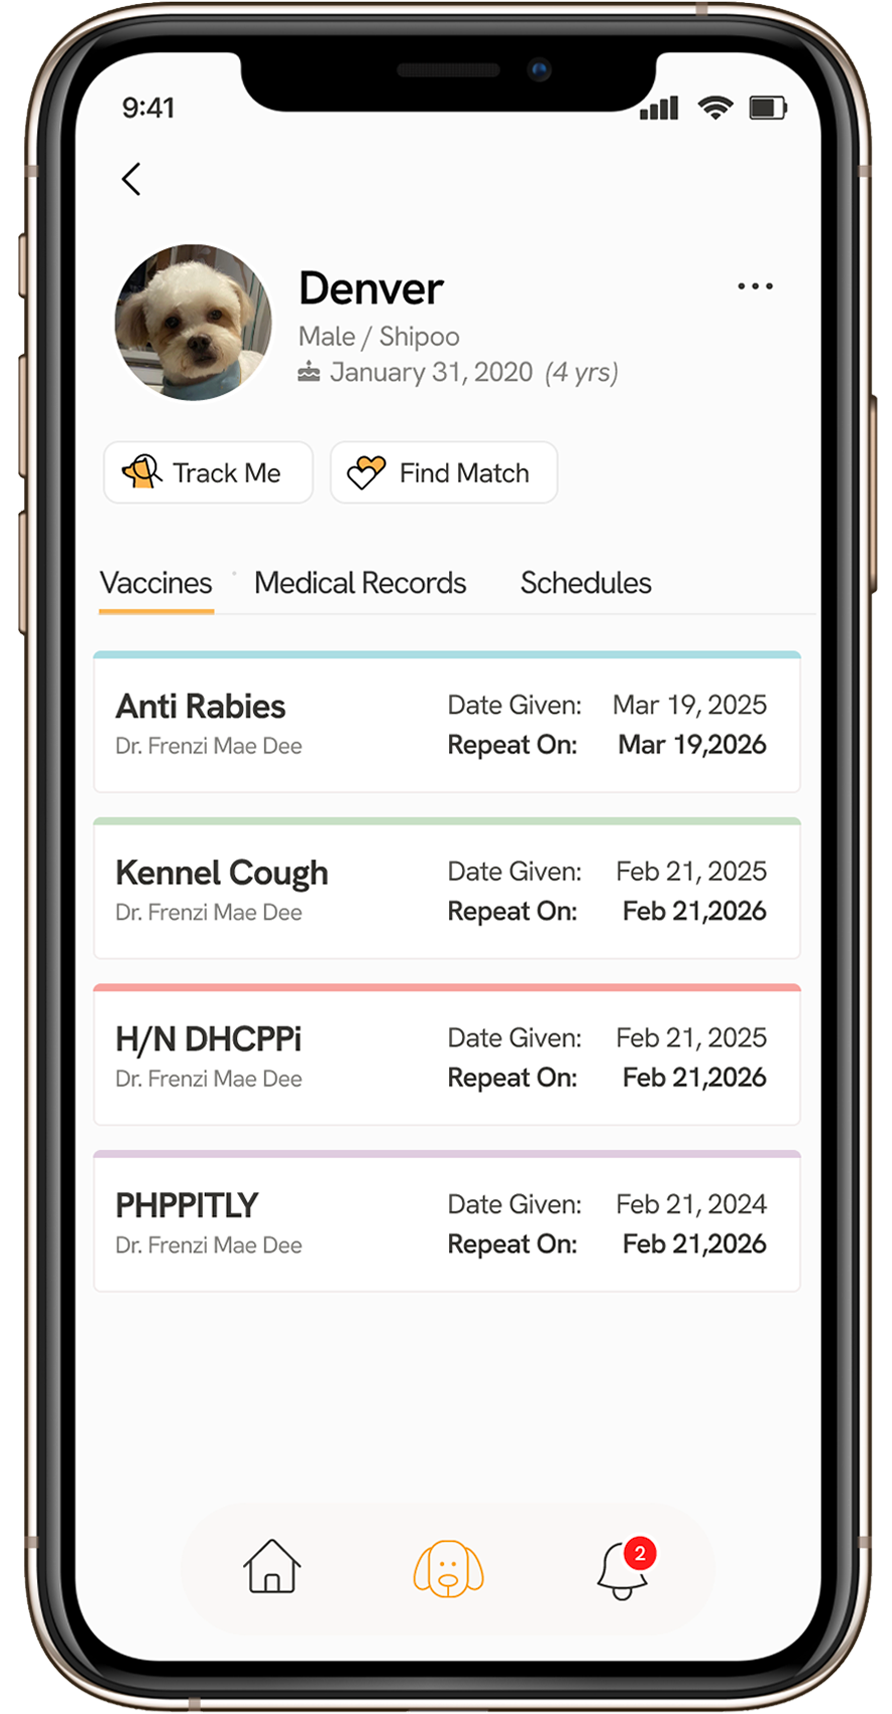 9:41
Denver
Male / Shipoo
January 31, 2020 (4 yrs)
Track Me
Find Match
Vaccines
Medical Records
Schedules
Anti Rabies
Date Given: Mar 19, 2025
Dr. Frenzi Mae Dee
Repeat On: Mar 19,2026
Kennel Cough
Date Given: Feb 21, 2025
Dr. Frenzi Mae Dee
Repeat On: Feb 21,2026
H/N DHCPPi
Date Given: Feb 21, 2025
Dr. Frenzi Mae Dee
Repeat On: Feb 21,2026
PHPPITLY
Date Given: Feb 21, 2024
Dr. Frenzi Mae Dee
Repeat On: Feb 21,2026
2